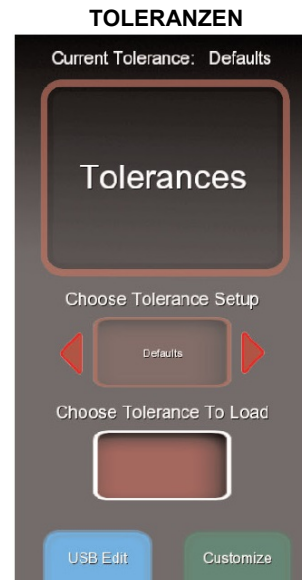 TOLERANZEN
Current Tolerance: Defaults
Tolerances
Choose Tolerance Setup
Defaults
Choose Tolerance To Load
USB Edit Customize